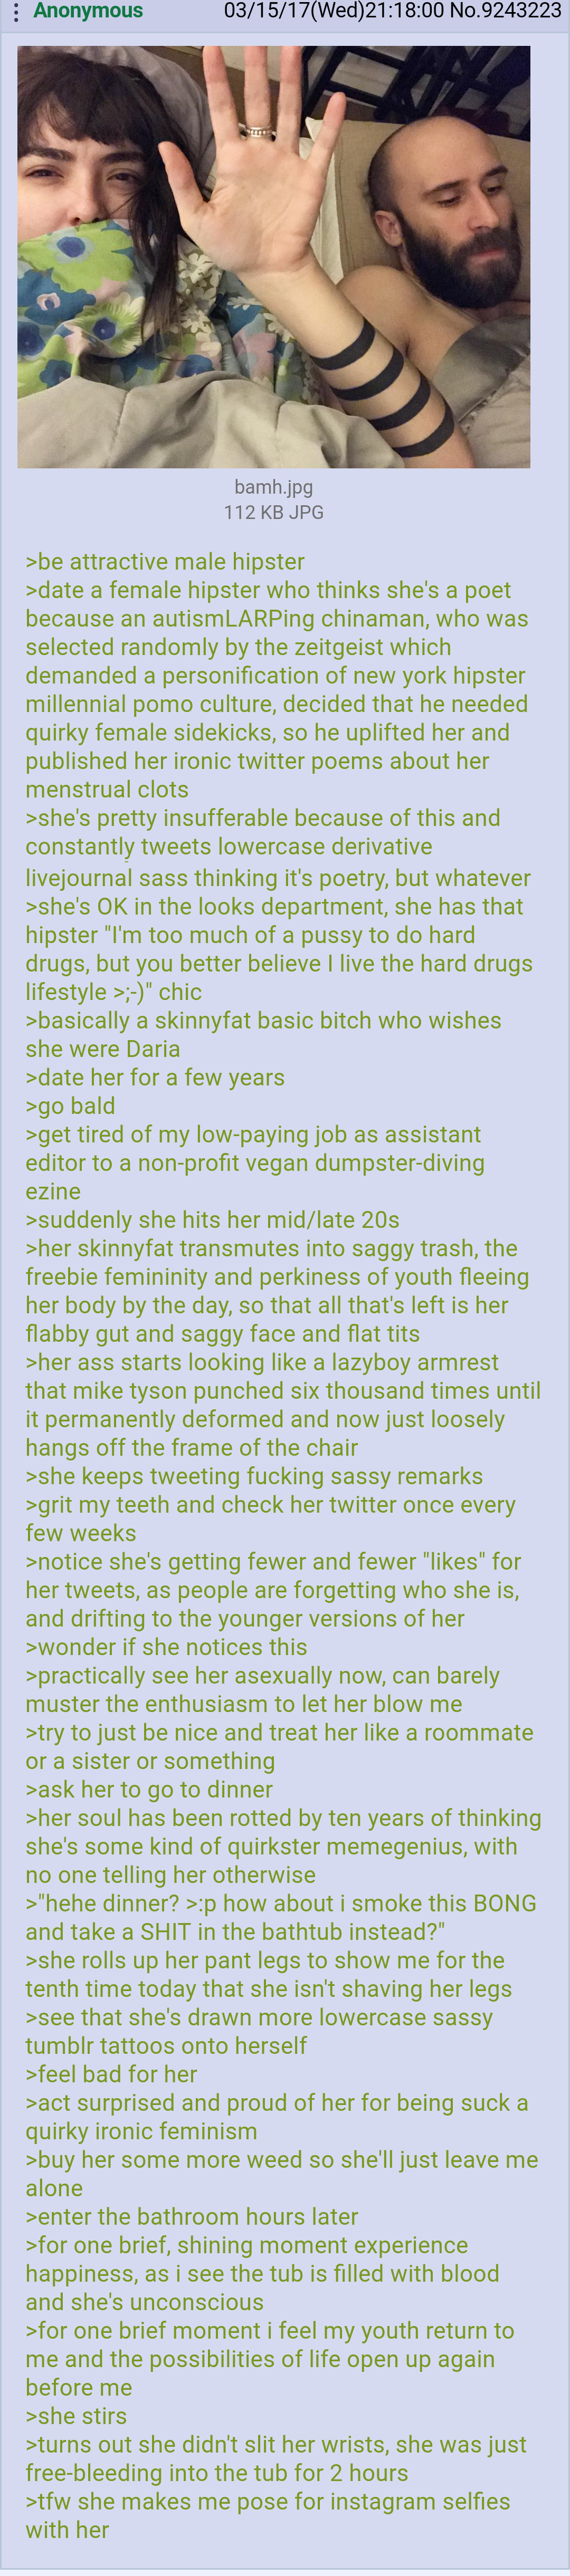 Anonymous 03/15/17(Wed)21:18:00 No.9243223
bamh.jpg
112 KB JPG
>be attractive male hipster
>date a female hipster who thinks she's a poet
because an autismLARPing chinaman, who was
selected randomly by the zeitgeist which
demanded a personification of new york hipster
millennial pomo culture, decided that he needed
quirky female sidekicks, so he uplifted her and
published her ironic twitter poems about her
menstrual clots
>she's pretty insufferable because of this and
constantly tweets lowercase derivative
livejournal sass thinking it's poetry, but whatever
>she's OK in the looks department, she has that
hipster "I'm too much of a pussy to do hard
drugs, but you better believe I live the hard drugs
lifestyle >;-)" chic
>basically a skinnyfat basic bitch who wishes
she were Daria
>date her for a few years
>go bald
>get tired of my low-paying job as assistant
editor to a non-profit vegan dumpster-diving
ezine
>suddenly she hits her mid/late 20s
>her skinnyfat transmutes into saggy trash, the
freebie femininity and perkiness of youth fleeing
her body by the day, so that all that's left is her
flabby gut and saggy face and flat tits
>her ass starts looking like a lazyboy armrest
that mike tyson punched six thousand times until
it permanently deformed and now just loosely
hangs off the frame of the chair
>she keeps tweeting fucking sassy remarks
>grit my teeth and check her twitter once every
few weeks
>notice she's getting fewer and fewer "likes" for
her tweets, as people are forgetting who she is,
and drifting to the younger versions of her
>wonder if she notices this
>practically see her asexually now, can barely
muster the enthusiasm to let her blow me
>try to just be nice and treat her like a roommate
or a sister or something
>ask her to go to dinner
>her soul has been rotted by ten years of thinking
she's some kind of quirkster memegenius, with
no one telling her otherwise
>"hehe dinner? >:p how about i smoke this BONG
and take a SHIT in the bathtub instead?"
>she rolls up her pant legs to show me for the
tenth time today that she isn't shaving her legs
>see that she's drawn more lowercase sassy
tumblr tattoos onto herself
>feel bad for her
>act surprised and proud of her for being suck a
quirky ironic feminism
>buy her some more weed so she'll just leave me
alone
>enter the bathroom hours later
>for one brief, shining moment experience
happiness, as i see the tub is filled with blood
and she's unconscious
>for one brief moment i feel my youth return to
me and the possibilities of life open up again
before me
>she stirs
>turns out she didn't slit her wrists, she was just
free-bleeding into the tub for 2 hours
>tfw she makes me pose for instagram selfies
with her